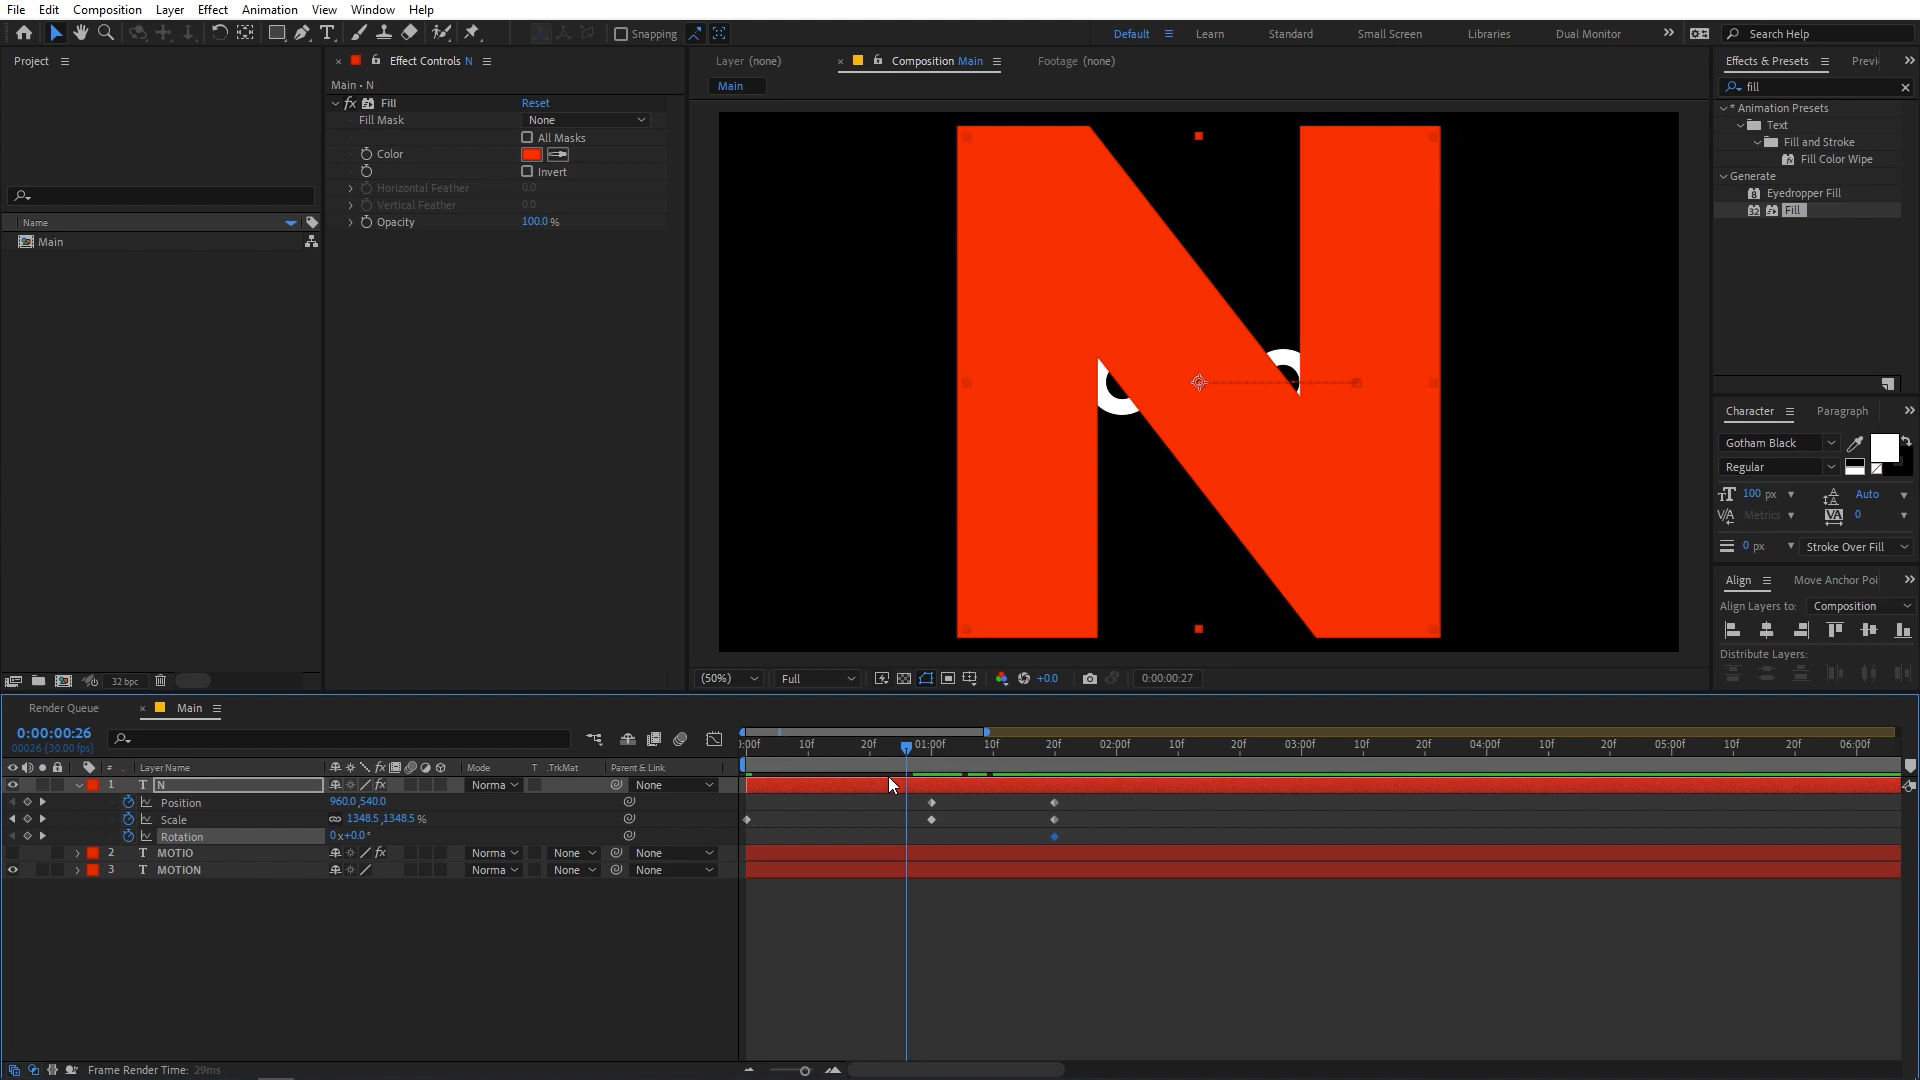 File Edit Composition Layer Effect Animation View Window Help
Snapping
Default Learn Standard Small Screen Libraries Dual Monitor
Search Help
Project
Effect Controls N
Layer (none)
Composition Main
Footage (none)
Effects & Presets
Previ
Main • N
Main
fill
Fill Reset
Fill Mask None
All Masks
Color
Invert
Horizontal Feather 0.0
Vertical Feather 0.0
Opacity 100.0 %
Name
Main
* Animation Presets
Text
Fill and Stroke
Fill Color Wipe
Generate
Eyedropper Fill
Fill
N
Character Paragraph
Gotham Black
Regular
100 px Auto
Metrics 0
0 px Stroke Over Fill
Align Move Anchor Poi
Align Layers to: Composition
Distribute Layers:
32 bpc
(50%) Full +0.0 0:00:00:27
Render Queue Main
0:00:00:26
00026 (30.00 fps)
):00f 10f 20f 01:00f 10f 20f 02:00f 10f 20f 03:00f 10f 20f 04:00f 10f 20f 05:00f 10f 20f 06:00f
# Layer Name Mode T .TrkMat Parent & Link
1 T N Norma None
Position 960.0,540.0
Scale 1348.5,1348.5 %
Rotation 0x+0.0°
2 T MOTIO Norma None None
3 T MOTION Norma None None
Frame Render Time: 29ms